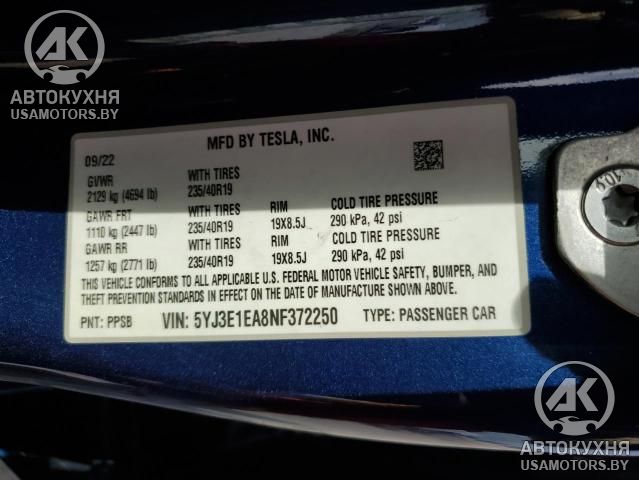 AK
АВТОКУХНЯ
USAMOTORS.BY
MFD BY TESLA, INC.
09/22
GVWR WITH TIRES
2129 kg (4694 lb) 235/40R19
GAWR FRT WITH TIRES RIM COLD TIRE PRESSURE
1110 kg (2447 lb) 235/40R19 19X8.5J 290 kPa, 42 psi
GAWR RR WITH TIRES RIM COLD TIRE PRESSURE
1257 kg (2771 lb) 235/40R19 19X8.5J 290 kPa, 42 psi
THIS VEHICLE CONFORMS TO ALL APPLICABLE U.S. FEDERAL MOTOR VEHICLE SAFETY, BUMPER, AND
THEFT PREVENTION STANDARDS IN EFFECT ON THE DATE OF MANUFACTURE SHOWN ABOVE.
PNT: PPSB VIN: 5YJ3E1EA8NF372250 TYPE: PASSENGER CAR
10.9
AK
АВТОКУХНЯ
USAMOTORS.BY